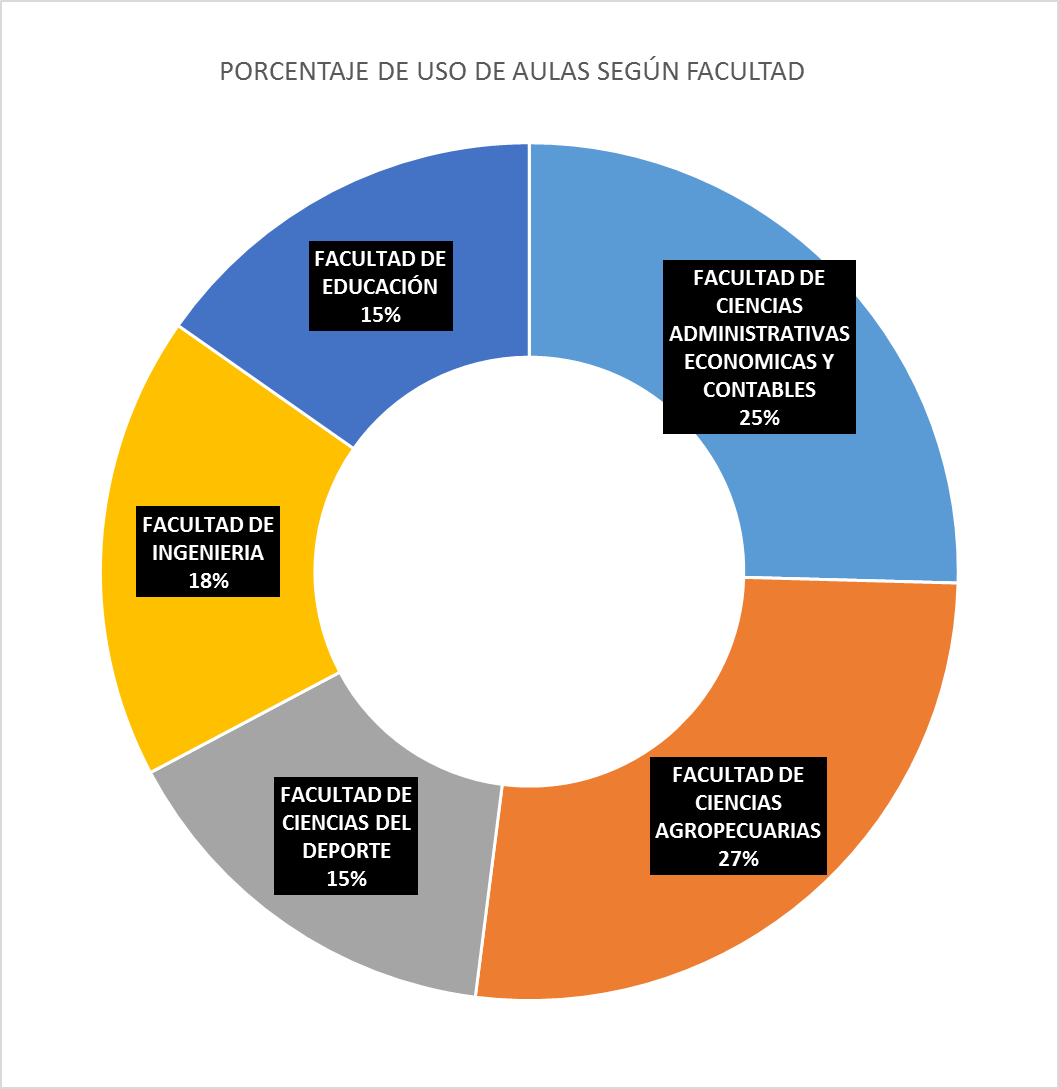 PORCENTAJE DE USO DE AULAS SEGÚN FACULTAD
FACULTAD DE
EDUCACIÓN
15%
FACULTAD DE
CIENCIAS
ADMINISTRATIVAS
ECONOMICAS Y
CONTABLES
25%
FACULTAD DE
INGENIERIA
18%
FACULTAD DE
CIENCIAS DEL
DEPORTE
15%
FACULTAD DE
CIENCIAS
AGROPECUARIAS
27%